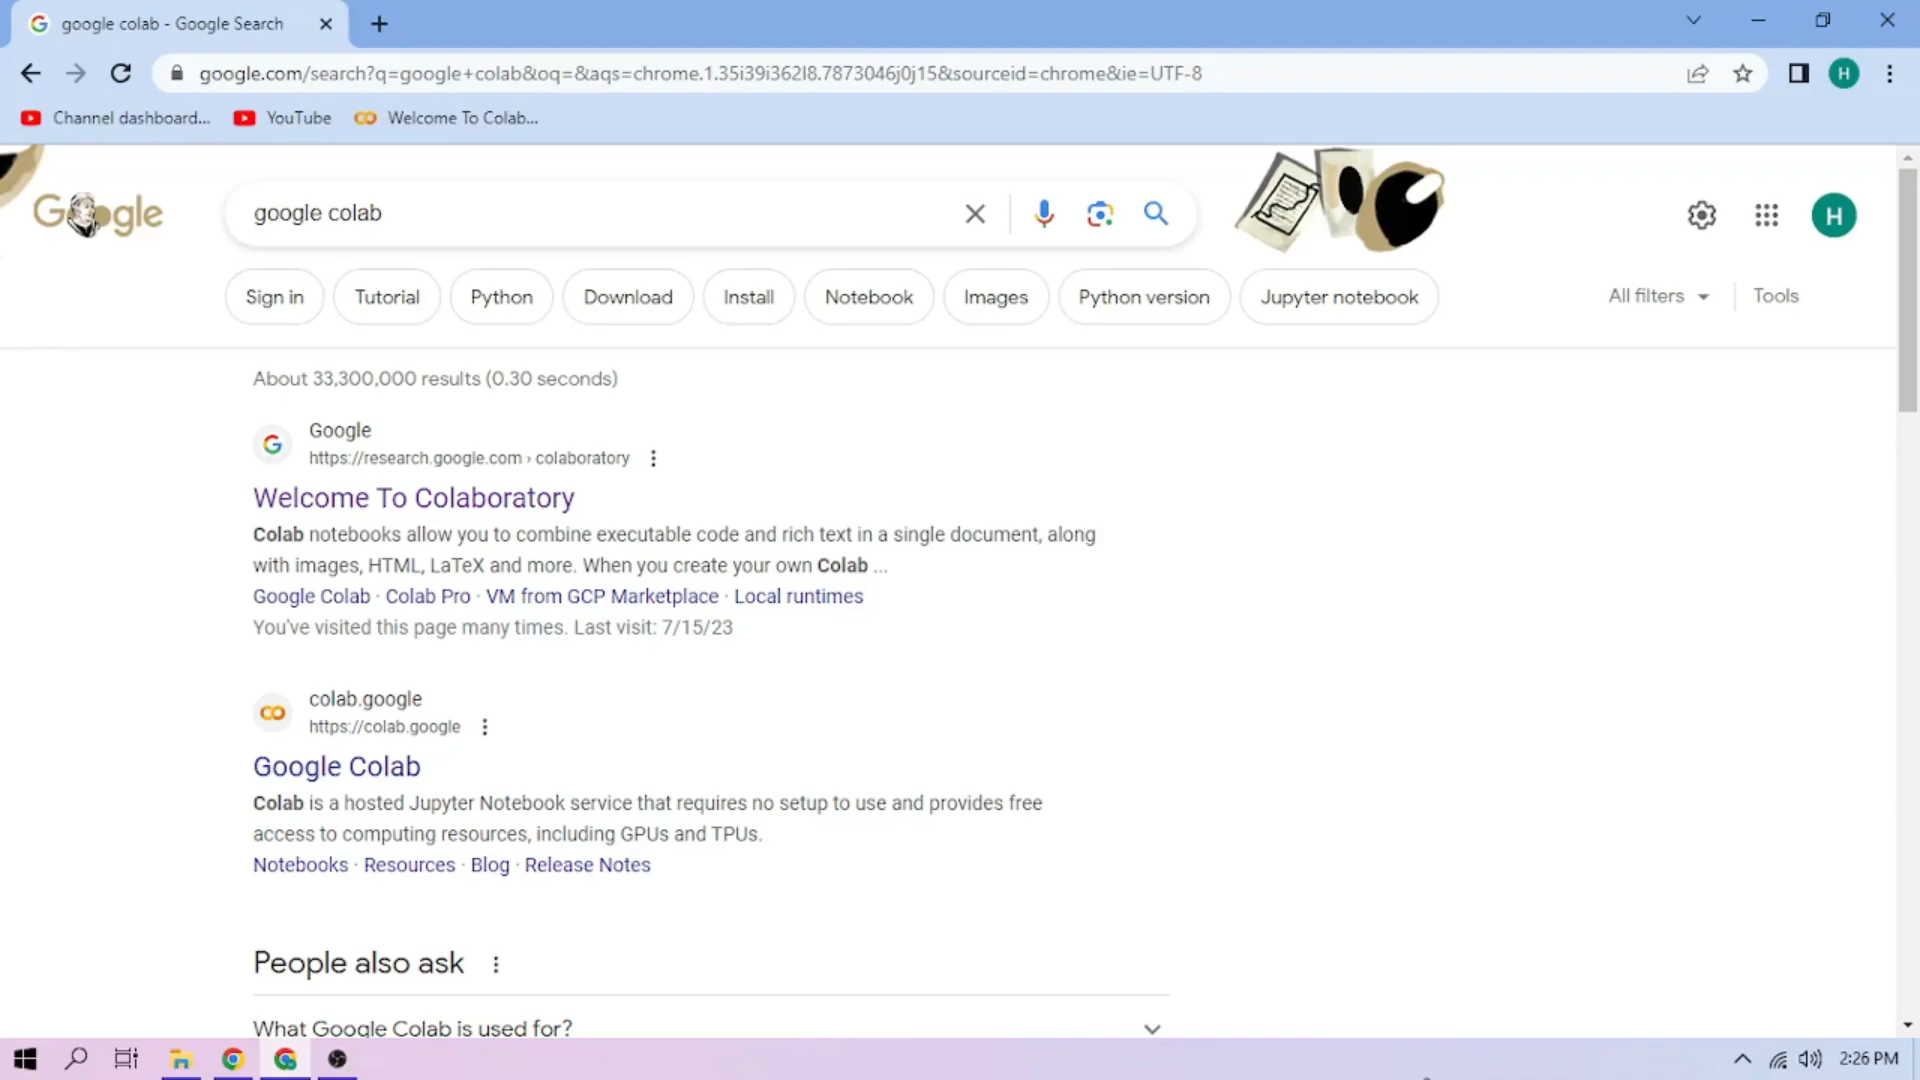 google colab - Google Search
google.com/search?q=google+colab&oq=&aqs=chrome.1.35i39i362l8.7873046j0j15&sourceid=chrome&ie=UTF-8
H
Channel dashboard...
YouTube
Welcome To Colab...
Google
google colab
H
Sign in
Tutorial
Python
Download
Install
Notebook
Images
Python version
Jupyter notebook
All filters
Tools
About 33,300,000 results (0.30 seconds)
Google
https://research.google.com › colaboratory
Welcome To Colaboratory
Colab notebooks allow you to combine executable code and rich text in a single document, along
with images, HTML, LaTeX and more. When you create your own Colab ...
Google Colab · Colab Pro · VM from GCP Marketplace · Local runtimes
You've visited this page many times. Last visit: 7/15/23
colab.google
https://colab.google
Google Colab
Colab is a hosted Jupyter Notebook service that requires no setup to use and provides free
access to computing resources, including GPUs and TPUs.
Notebooks · Resources · Blog · Release Notes
People also ask
What Google Colab is used for?
2:26 PM